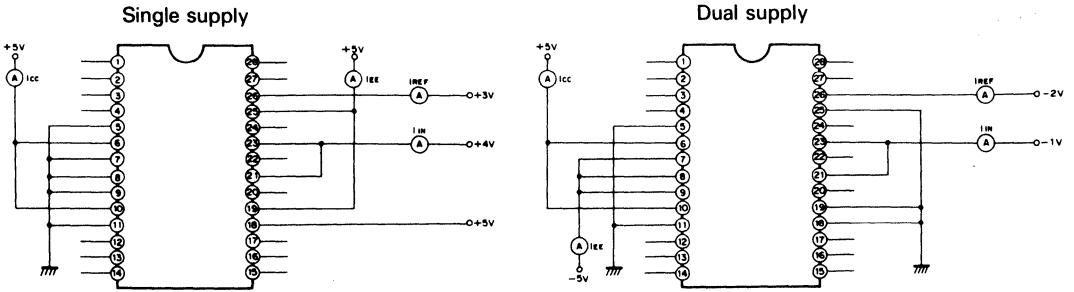 Single supply
Dual supply
+5V
A ICC
1
2
3
4
5
6
7
8
9
10
11
12
13
14
28
27
26
25
24
23
22
21
20
19
18
17
16
15
+5V
A IEE
IREF
A +3V
I IN
A +4V
+5V
+5V
A ICC
A IEE
-5V
1
2
3
4
5
6
7
8
9
10
11
12
13
14
28
27
26
25
24
23
22
21
20
19
18
17
16
15
IREF
A -2V
I IN
A -1V